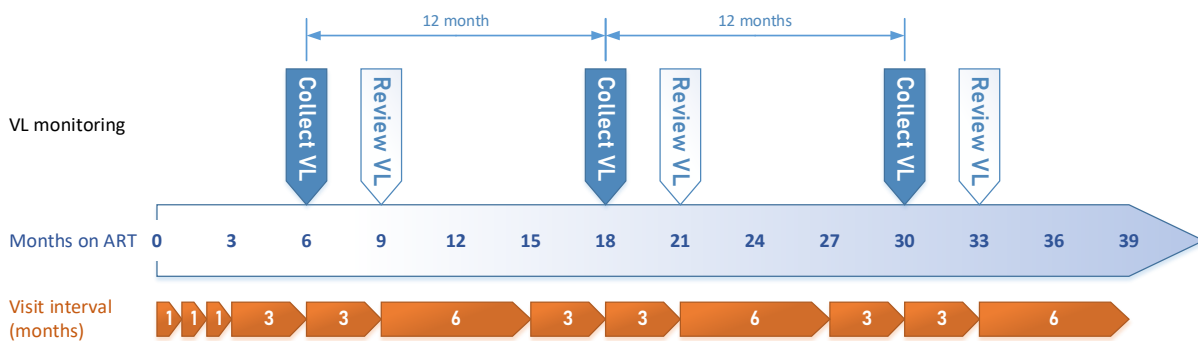 12 month 12 months
Collect VL Review VL Collect VL Review VL Collect VL Review VL
VL monitoring
Months on ART 0 3 6 9 12 15 18 21 24 27 30 33 36 39
Visit interval
(months)
1 1 1 3 3 6 3 3 6 3 3 6